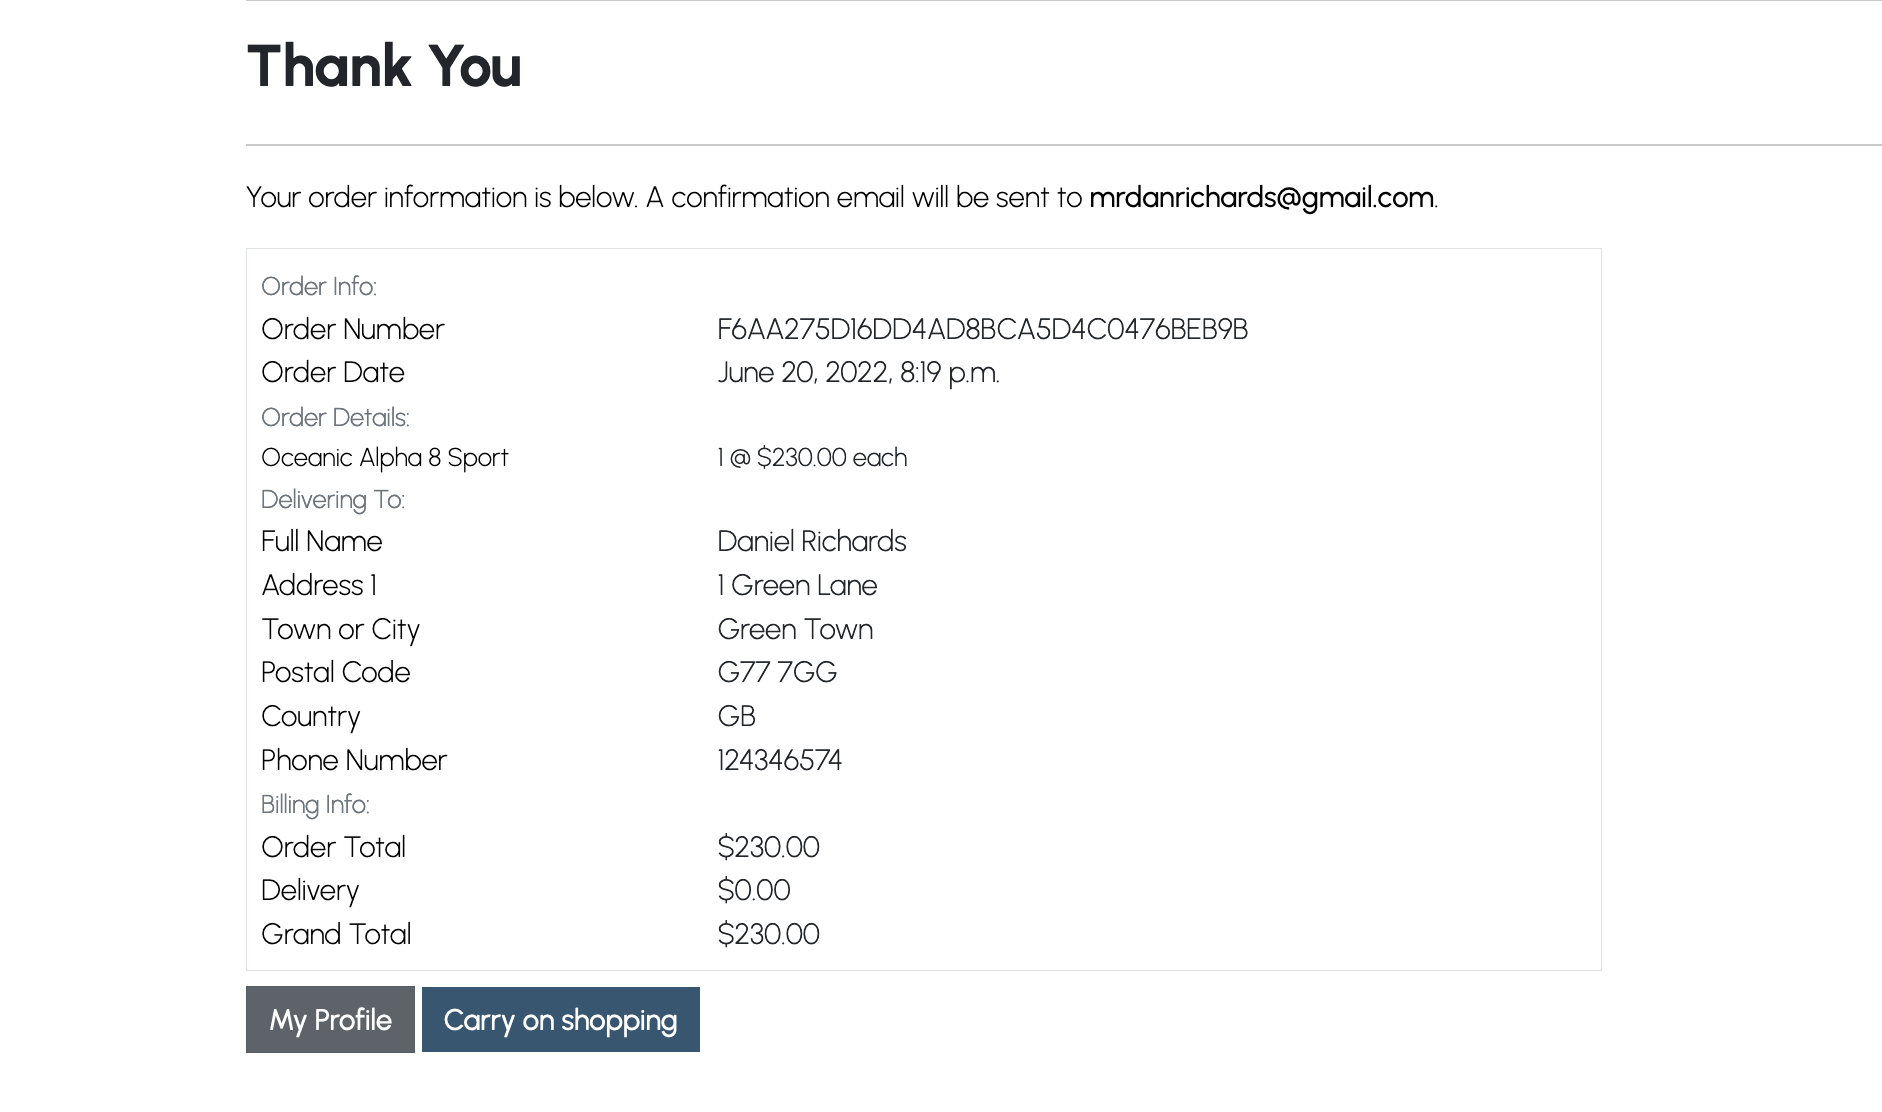 Thank You
Your order information is below. A confirmation email will be sent to mrdanrichards@gmail.com.
Order Info:
Order Number F6AA275D16DD4AD8BCA5D4C0476BEB9B
Order Date June 20, 2022, 8:19 p.m.
Order Details:
Oceanic Alpha 8 Sport 1 @ $230.00 each
Delivering To:
Full Name Daniel Richards
Address 1 1 Green Lane
Town or City Green Town
Postal Code G77 7GG
Country GB
Phone Number 124346574
Billing Info:
Order Total $230.00
Delivery $0.00
Grand Total $230.00
My Profile Carry on shopping